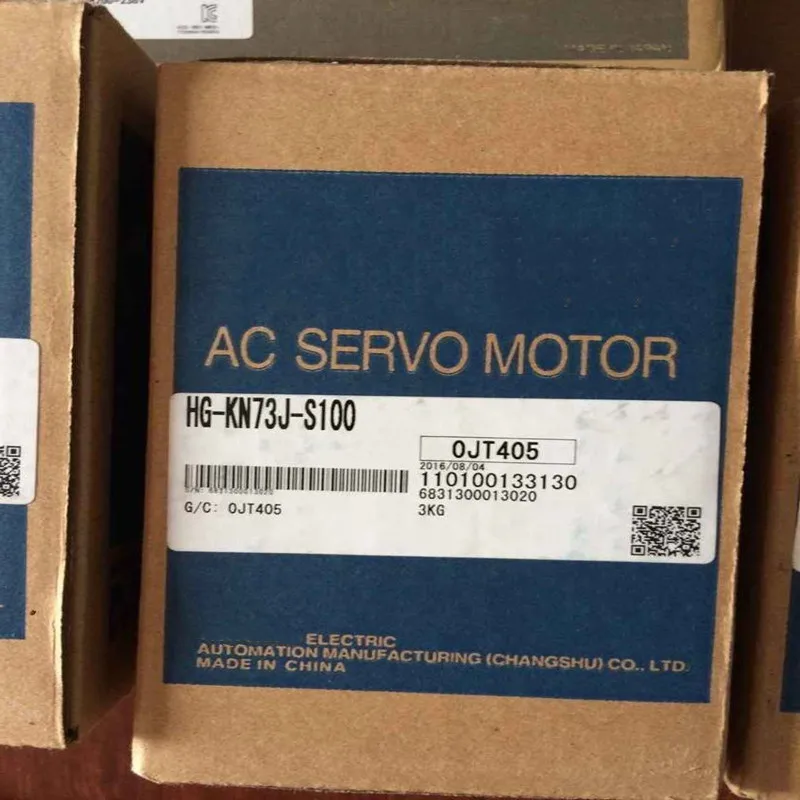 AC SERVO MOTOR
HG-KN73J-S100
0JT405
2016/08/04
110100133130
S/N: 6831300013020
6831300013020
G/C: 0JT405
3KG
ELECTRIC
AUTOMATION MANUFACTURING (CHANGSHU) CO., LTD.
MADE IN CHINA